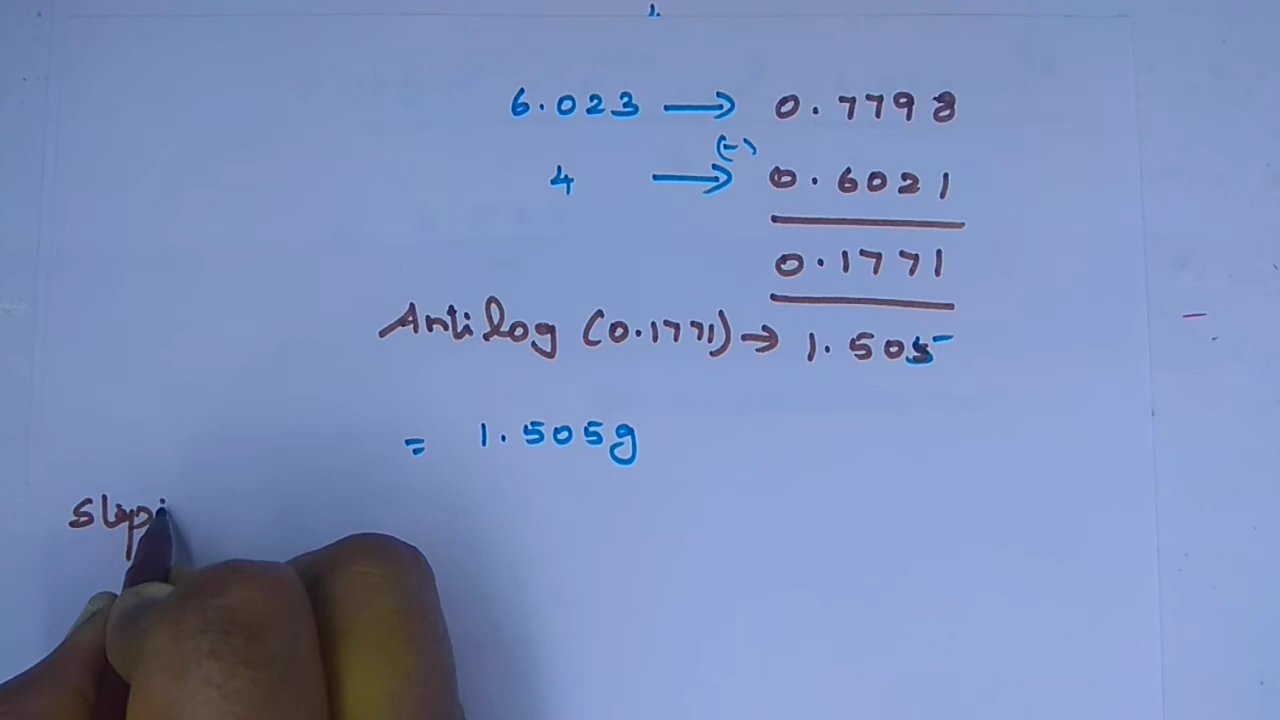 6.023 → 0.7798
4 → (-) 0.6021
0.1771
Antilog (0.1771) → 1.505
= 1.505g